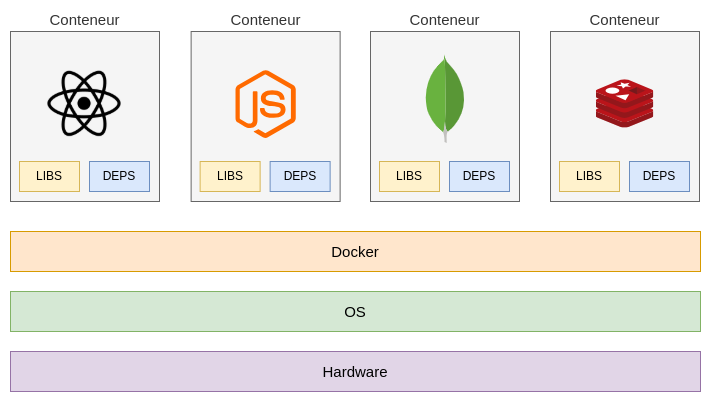 Conteneur
Conteneur
Conteneur
Conteneur
JS
LIBS
DEPS
LIBS
DEPS
LIBS
DEPS
LIBS
DEPS
Docker
OS
Hardware